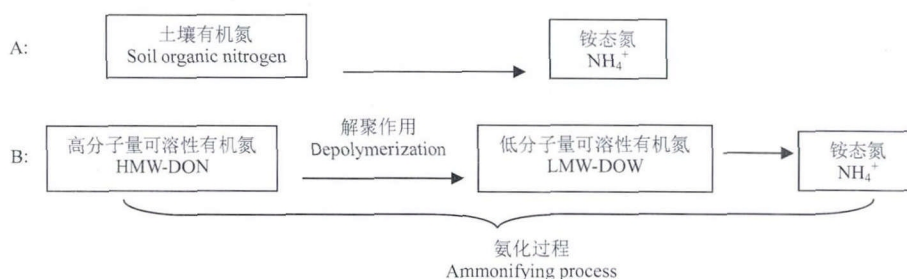 A:
土壤有机氮
Soil organic nitrogen
铵态氮
NH₄⁺
B:
高分子量可溶性有机氮
HMW-DON
解聚作用
Depolymerization
低分子量可溶性有机氮
LMW-DOW
铵态氮
NH₄⁺
氨化过程
Ammonifying process